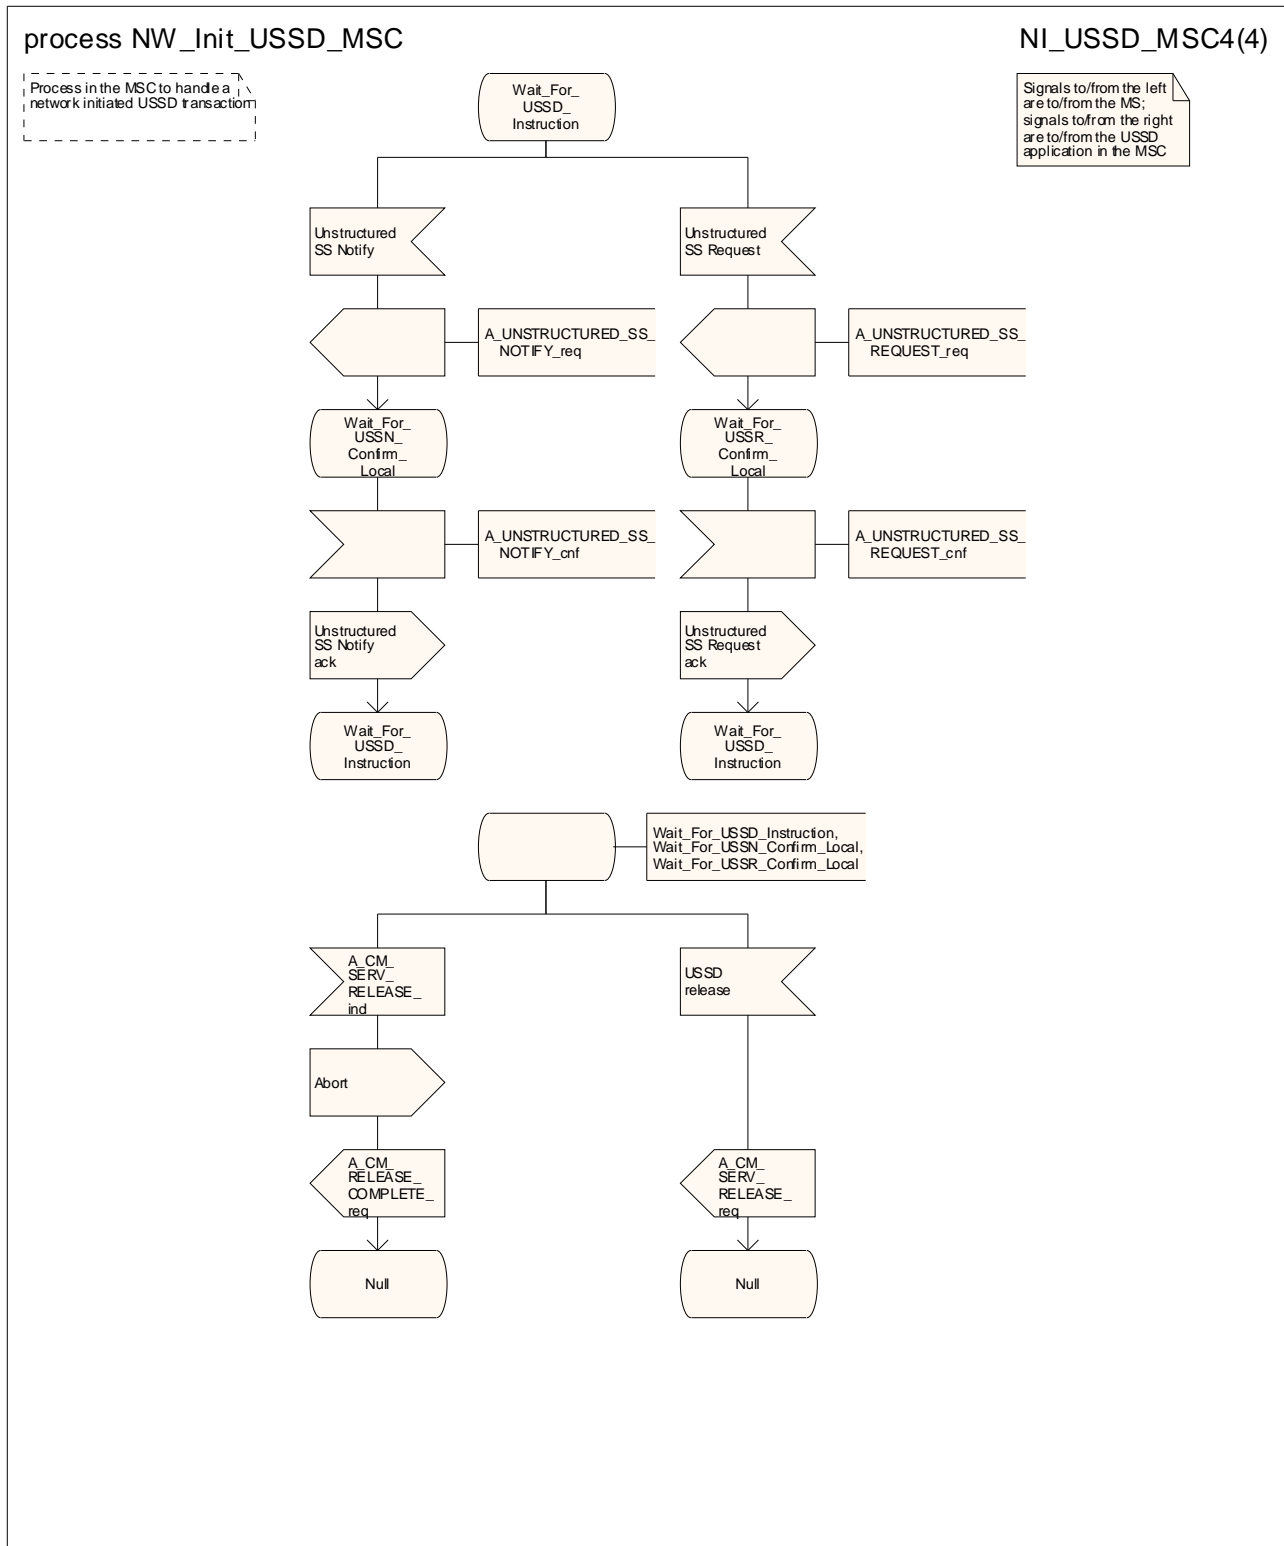 process NW_Init_USSD_MSC
NI_USSD_MSC4(4)
Process in the MSC to handle a
network initiated USSD transaction
Wait_For_
USSD_
Instruction
Signals to/from the left
are to/from the MS;
signals to/from the right
are to/from the USSD
application in the MSC
Unstructured
SS Notify
Unstructured
SS Request
A_UNSTRUCTURED_SS_
NOTIFY_req
A_UNSTRUCTURED_SS_
REQUEST_req
Wait_For_
USSN_
Confirm_
Local
Wait_For_
USSR_
Confirm_
Local
A_UNSTRUCTURED_SS_
NOTIFY_cnf
A_UNSTRUCTURED_SS_
REQUEST_cnf
Unstructured
SS Notify
ack
Unstructured
SS Request
ack
Wait_For_
USSD_
Instruction
Wait_For_
USSD_
Instruction
Wait_For_USSD_Instruction,
Wait_For_USSN_Confirm_Local,
Wait_For_USSR_Confirm_Local
A_CM_
SERV_
RELEASE_
ind
USSD
release
Abort
A_CM_
RELEASE_
COMPLETE_
req
A_CM_
SERV_
RELEASE_
req
Null
Null